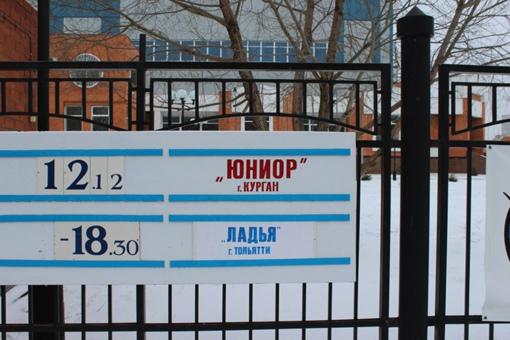 12.12
„ЮНИОР"
г. КУРГАН
-18.30
„ЛАДЬЯ"
г. ТОЛЬЯТТИ